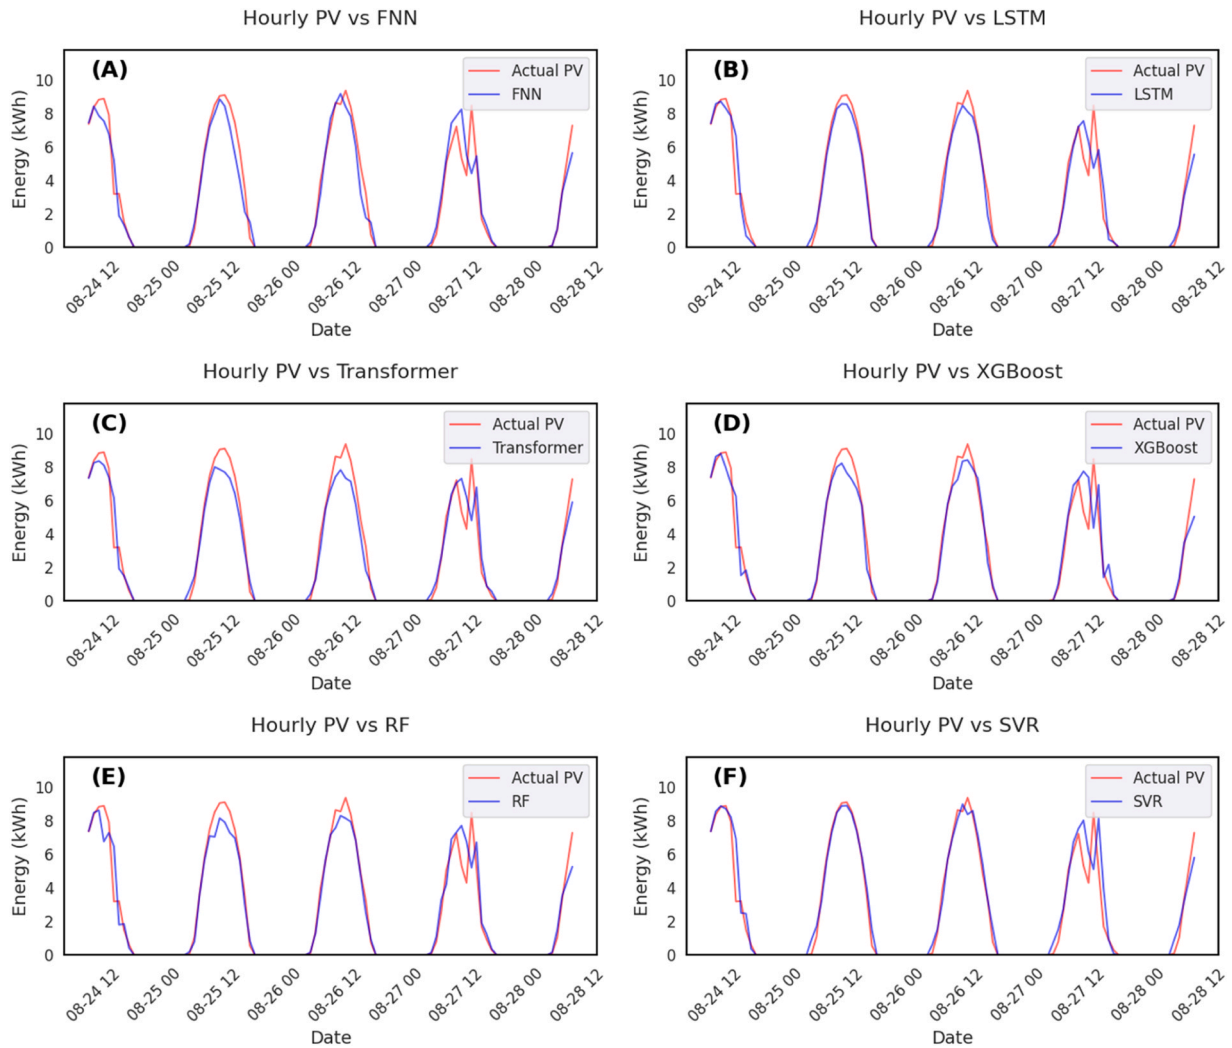 Hourly PV vs FNN
(A)
Actual PV
FNN
Energy (kWh)
10
8
6
4
2
0
08-24 12
08-25 00
08-25 12
08-26 00
08-26 12
08-27 00
08-27 12
08-28 00
08-28 12
Date
Hourly PV vs LSTM
(B)
Actual PV
LSTM
Energy (kWh)
10
8
6
4
2
0
08-24 12
08-25 00
08-25 12
08-26 00
08-26 12
08-27 00
08-27 12
08-28 00
08-28 12
Date
Hourly PV vs Transformer
(C)
Actual PV
Transformer
Energy (kWh)
10
8
6
4
2
0
08-24 12
08-25 00
08-25 12
08-26 00
08-26 12
08-27 00
08-27 12
08-28 00
08-28 12
Date
Hourly PV vs XGBoost
(D)
Actual PV
XGBoost
Energy (kWh)
10
8
6
4
2
0
08-24 12
08-25 00
08-25 12
08-26 00
08-26 12
08-27 00
08-27 12
08-28 00
08-28 12
Date
Hourly PV vs RF
(E)
Actual PV
RF
Energy (kWh)
10
8
6
4
2
0
08-24 12
08-25 00
08-25 12
08-26 00
08-26 12
08-27 00
08-27 12
08-28 00
08-28 12
Date
Hourly PV vs SVR
(F)
Actual PV
SVR
Energy (kWh)
10
8
6
4
2
0
08-24 12
08-25 00
08-25 12
08-26 00
08-26 12
08-27 00
08-27 12
08-28 00
08-28 12
Date